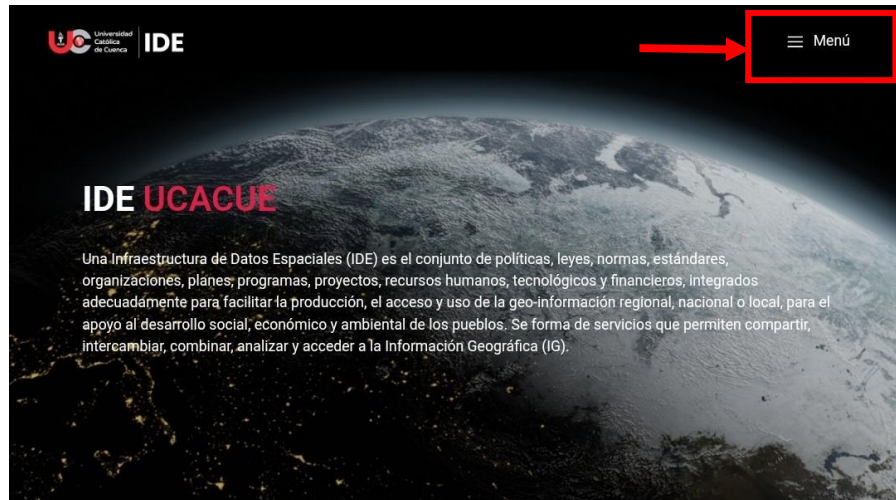 Universidad
Católica
de Cuenca
UC
IDE
Menú
IDE UCACUE
Una Infraestructura de Datos Espaciales (IDE) es el conjunto de políticas, leyes, normas, estándares,
organizaciones, planes, programas, proyectos, recursos humanos, tecnológicos y financieros, integrados
adecuadamente para facilitar la producción, el acceso y uso de la geo-información regional, nacional o local, para el
apoyo al desarrollo social, económico y ambiental de los pueblos. Se forma de servicios que permiten compartir,
intercambiar, combinar, analizar y acceder a la Información Geográfica (IG).